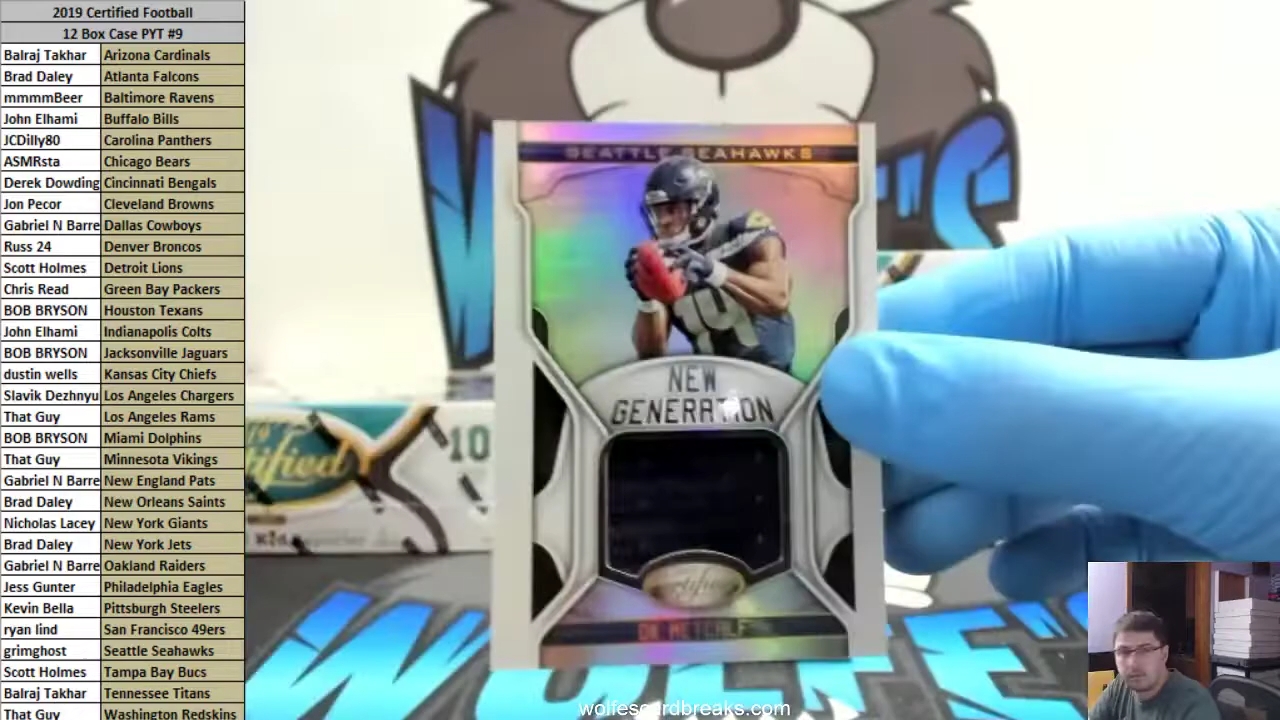 2019 Certified Football
12 Box Case PYT #9
Balraj Takhar Arizona Cardinals
Brad Daley Atlanta Falcons
mmmmBeer Baltimore Ravens
John Elhami Buffalo Bills
JCDilly80 Carolina Panthers
ASMRsta Chicago Bears
Derek Dowding Cincinnati Bengals
Jon Pecor Cleveland Browns
Gabriel N Barre Dallas Cowboys
Russ 24 Denver Broncos
Scott Holmes Detroit Lions
Chris Read Green Bay Packers
BOB BRYSON Houston Texans
John Elhami Indianapolis Colts
BOB BRYSON Jacksonville Jaguars
dustin wells Kansas City Chiefs
Slavik Dezhnyu Los Angeles Chargers
That Guy Los Angeles Rams
BOB BRYSON Miami Dolphins
That Guy Minnesota Vikings
Gabriel N Barre New England Pats
Brad Daley New Orleans Saints
Nicholas Lacey New York Giants
Brad Daley New York Jets
Gabriel N Barre Oakland Raiders
Jess Gunter Philadelphia Eagles
Kevin Bella Pittsburgh Steelers
ryan lind San Francisco 49ers
grimghost Seattle Seahawks
Scott Holmes Tampa Bay Bucs
Balraj Takhar Tennessee Titans
That Guy Washington Redskins
SEATTLE SEAHAWKS
14
NEW
GENERATION
Certified
DK METCALF
10
WOLFE'S
wolfescardbreaks.com